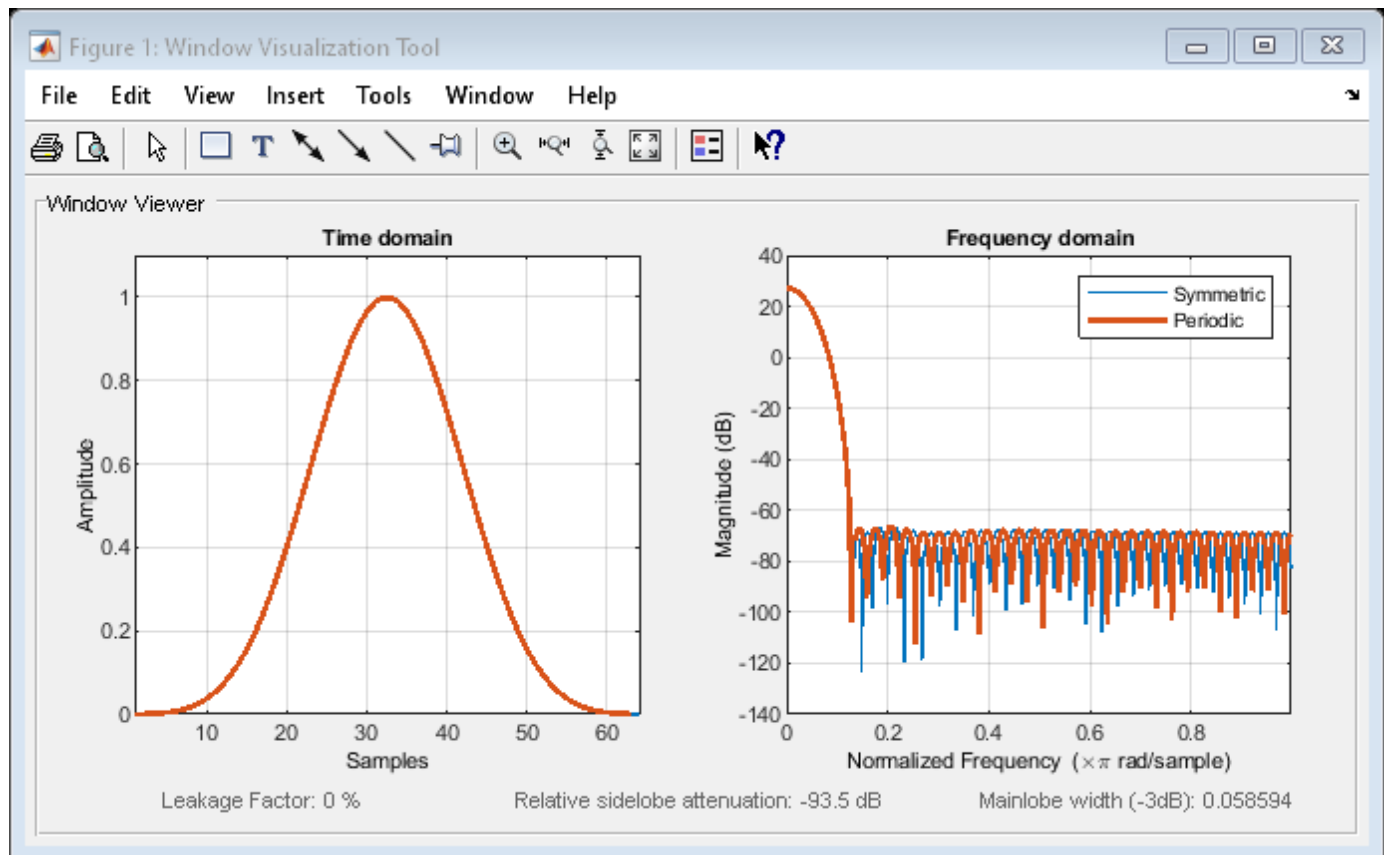 Figure 1: Window Visualization Tool
File Edit View Insert Tools Window Help
T
?
Window Viewer
Time domain
1
0.8
0.6
0.4
0.2
0
Amplitude
10 20 30 40 50 60
Samples
Frequency domain
40
20
0
-20
-40
-60
-80
-100
-120
-140
Magnitude (dB)
Symmetric
Periodic
0 0.2 0.4 0.6 0.8
Normalized Frequency (×π rad/sample)
Leakage Factor: 0 % Relative sidelobe attenuation: -93.5 dB Mainlobe width (-3dB): 0.058594